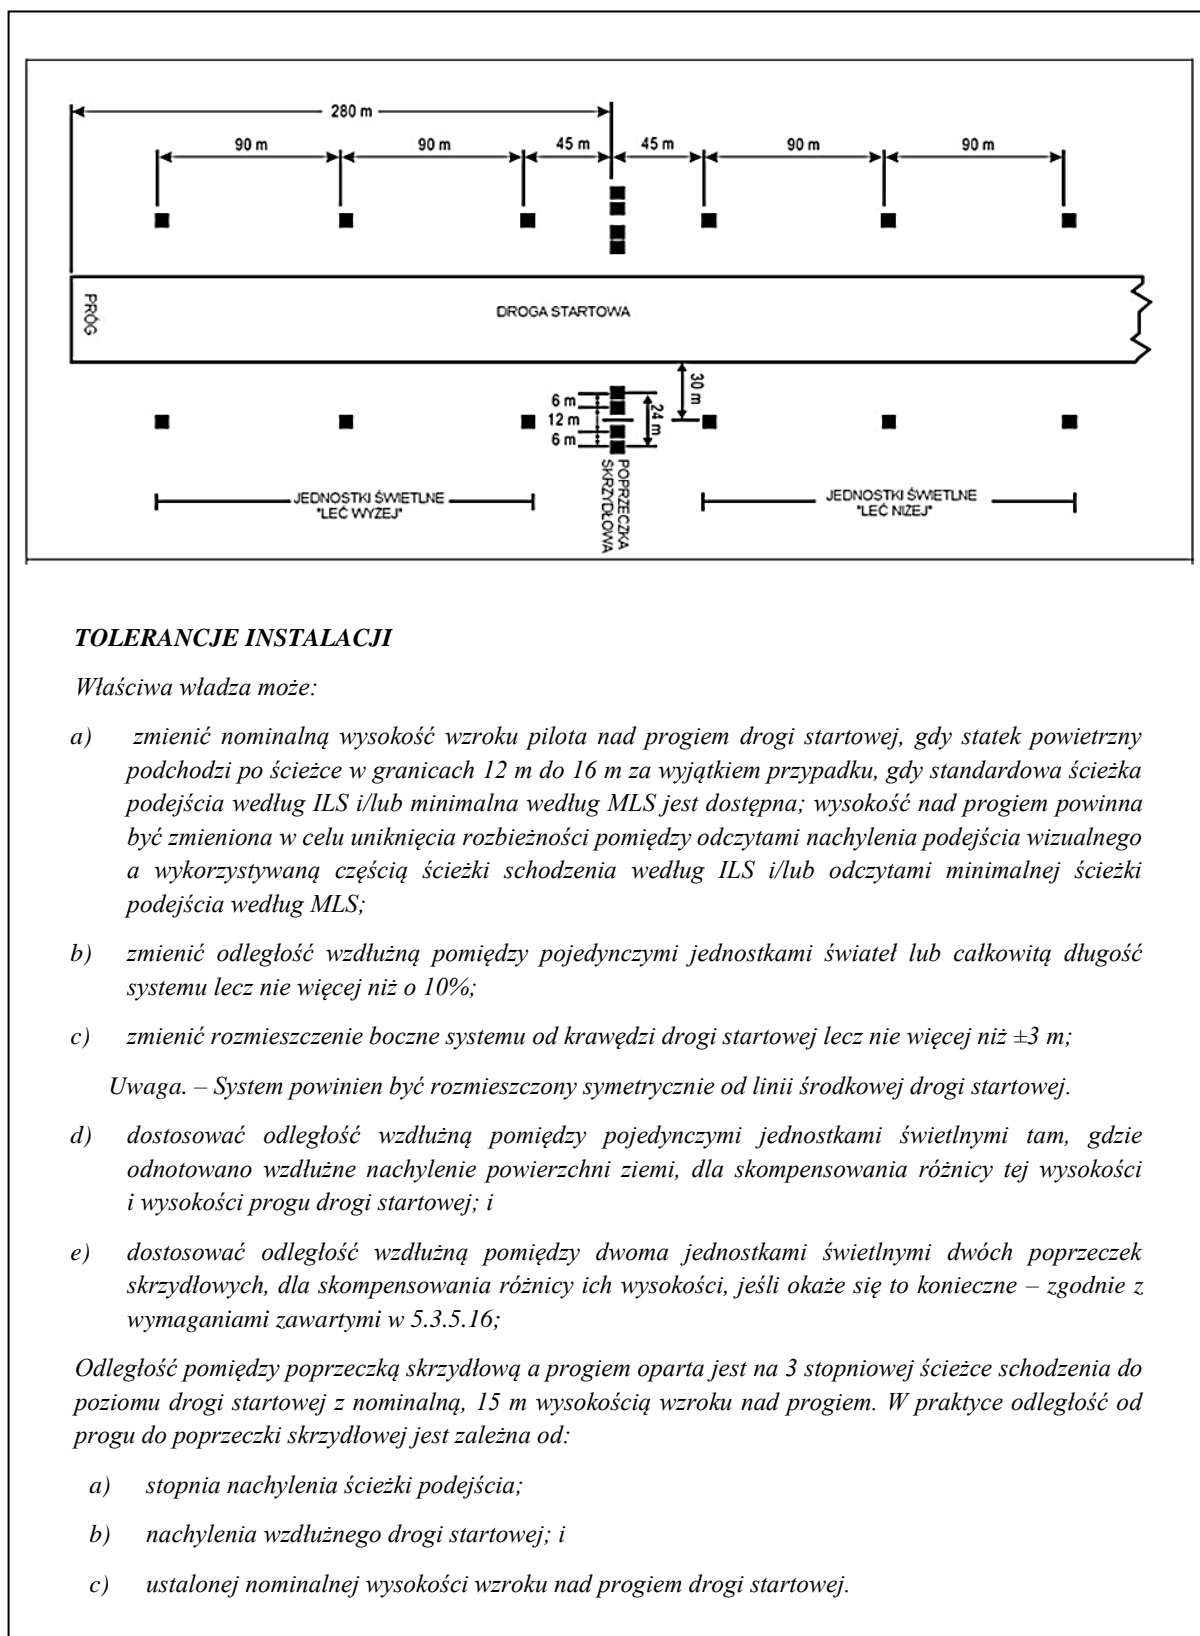 280 m
90 m
90 m
45 m
45 m
90 m
90 m
PRÓG
DROGA STARTOWA
30 m
6 m
12 m
6 m
24 m
POPRZECZKA
SKRZYDŁOWA
JEDNOSTKI ŚWIETLNE
"LEĆ WYŻEJ"
JEDNOSTKI ŚWIETLNE
"LEĆ NIŻEJ"
TOLERANCJE INSTALACJI
Właściwa władza może:
a) zmienić nominalną wysokość wzroku pilota nad progiem drogi startowej, gdy statek powietrzny
podchodzi po ścieżce w granicach 12 m do 16 m za wyjątkiem przypadku, gdy standardowa ścieżka
podejścia według ILS i/lub minimalna według MLS jest dostępna; wysokość nad progiem powinna
być zmieniona w celu uniknięcia rozbieżności pomiędzy odczytami nachylenia podejścia wizualnego
a wykorzystywaną częścią ścieżki schodzenia według ILS i/lub odczytami minimalnej ścieżki
podejścia według MLS;
b) zmienić odległość wzdłużną pomiędzy pojedynczymi jednostkami świateł lub całkowitą długość
systemu lecz nie więcej niż o 10%;
c) zmienić rozmieszczenie boczne systemu od krawędzi drogi startowej lecz nie więcej niż ±3 m;
Uwaga. – System powinien być rozmieszczony symetrycznie od linii środkowej drogi startowej.
d) dostosować odległość wzdłużną pomiędzy pojedynczymi jednostkami świetlnymi tam, gdzie
odnotowano wzdłużne nachylenie powierzchni ziemi, dla skompensowania różnicy tej wysokości
i wysokości progu drogi startowej; i
e) dostosować odległość wzdłużną pomiędzy dwoma jednostkami świetlnymi dwóch poprzeczek
skrzydłowych, dla skompensowania różnicy ich wysokości, jeśli okaże się to konieczne – zgodnie z
wymaganiami zawartymi w 5.3.5.16;
Odległość pomiędzy poprzeczką skrzydłową a progiem oparta jest na 3 stopniowej ścieżce schodzenia do
poziomu drogi startowej z nominalną, 15 m wysokością wzroku nad progiem. W praktyce odległość od
progu do poprzeczki skrzydłowej jest zależna od:
a) stopnia nachylenia ścieżki podejścia;
b) nachylenia wzdłużnego drogi startowej; i
c) ustalonej nominalnej wysokości wzroku nad progiem drogi startowej.